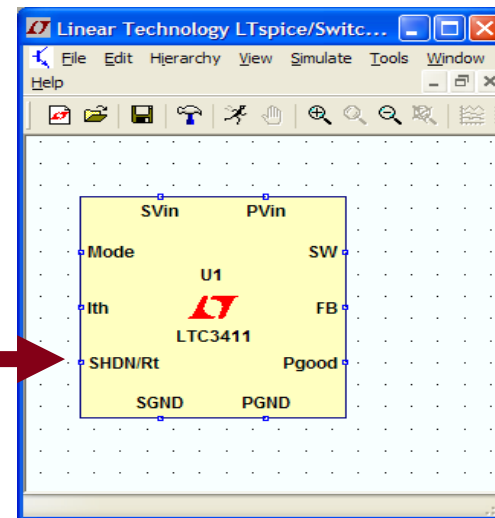 Linear Technology LTspice/Switc...
File Edit Hierarchy View Simulate Tools Window
Help
SVin PVin
Mode SW
U1
Ith FB
LTC3411
SHDN/Rt Pgood
SGND PGND